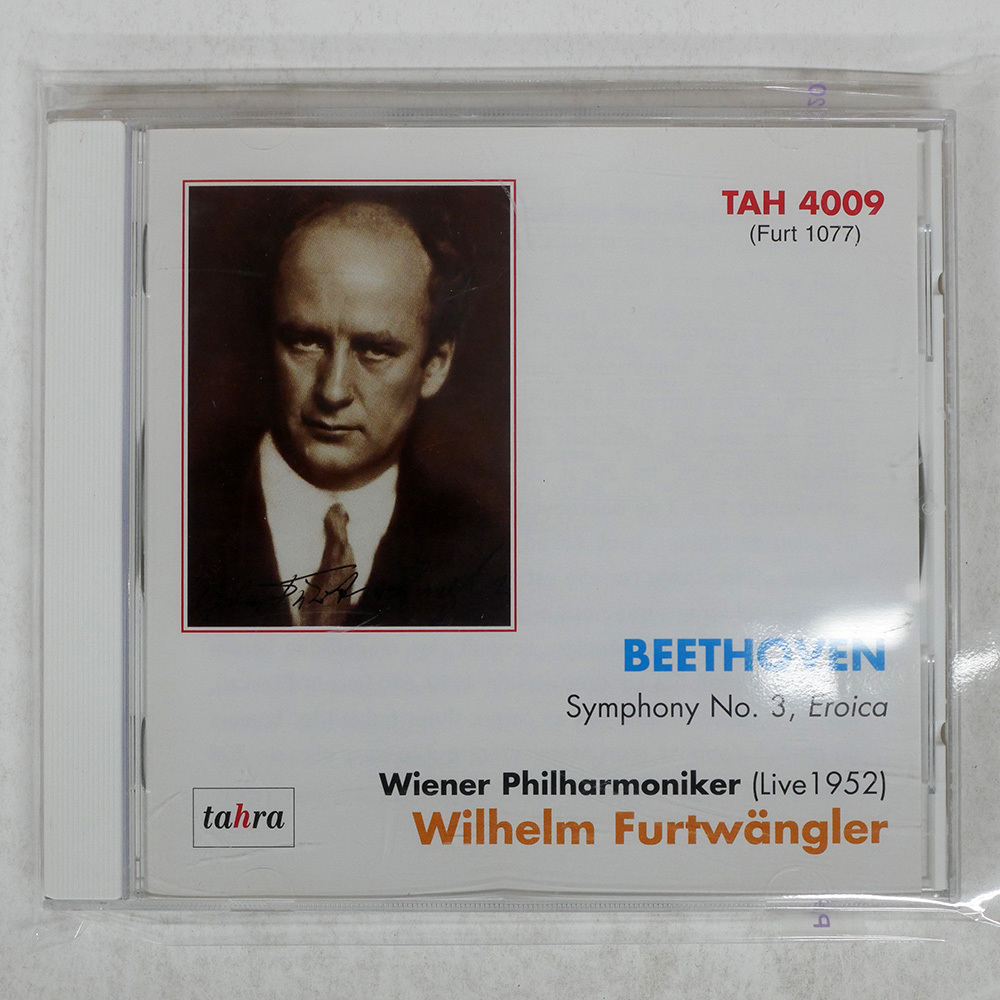 TAH 4009
(Furt 1077)
BEETHOVEN
Symphony No. 3, Eroica
Wiener Philharmoniker (Live1952)
Wilhelm Furtwängler
tahra